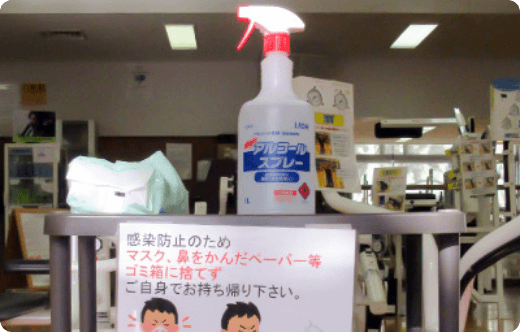 アルコール
スプレー
1L
感染防止のため
マスク、鼻をかんだペーパー等
ゴミ箱に捨てず
ご自身でお持ち帰り下さい。